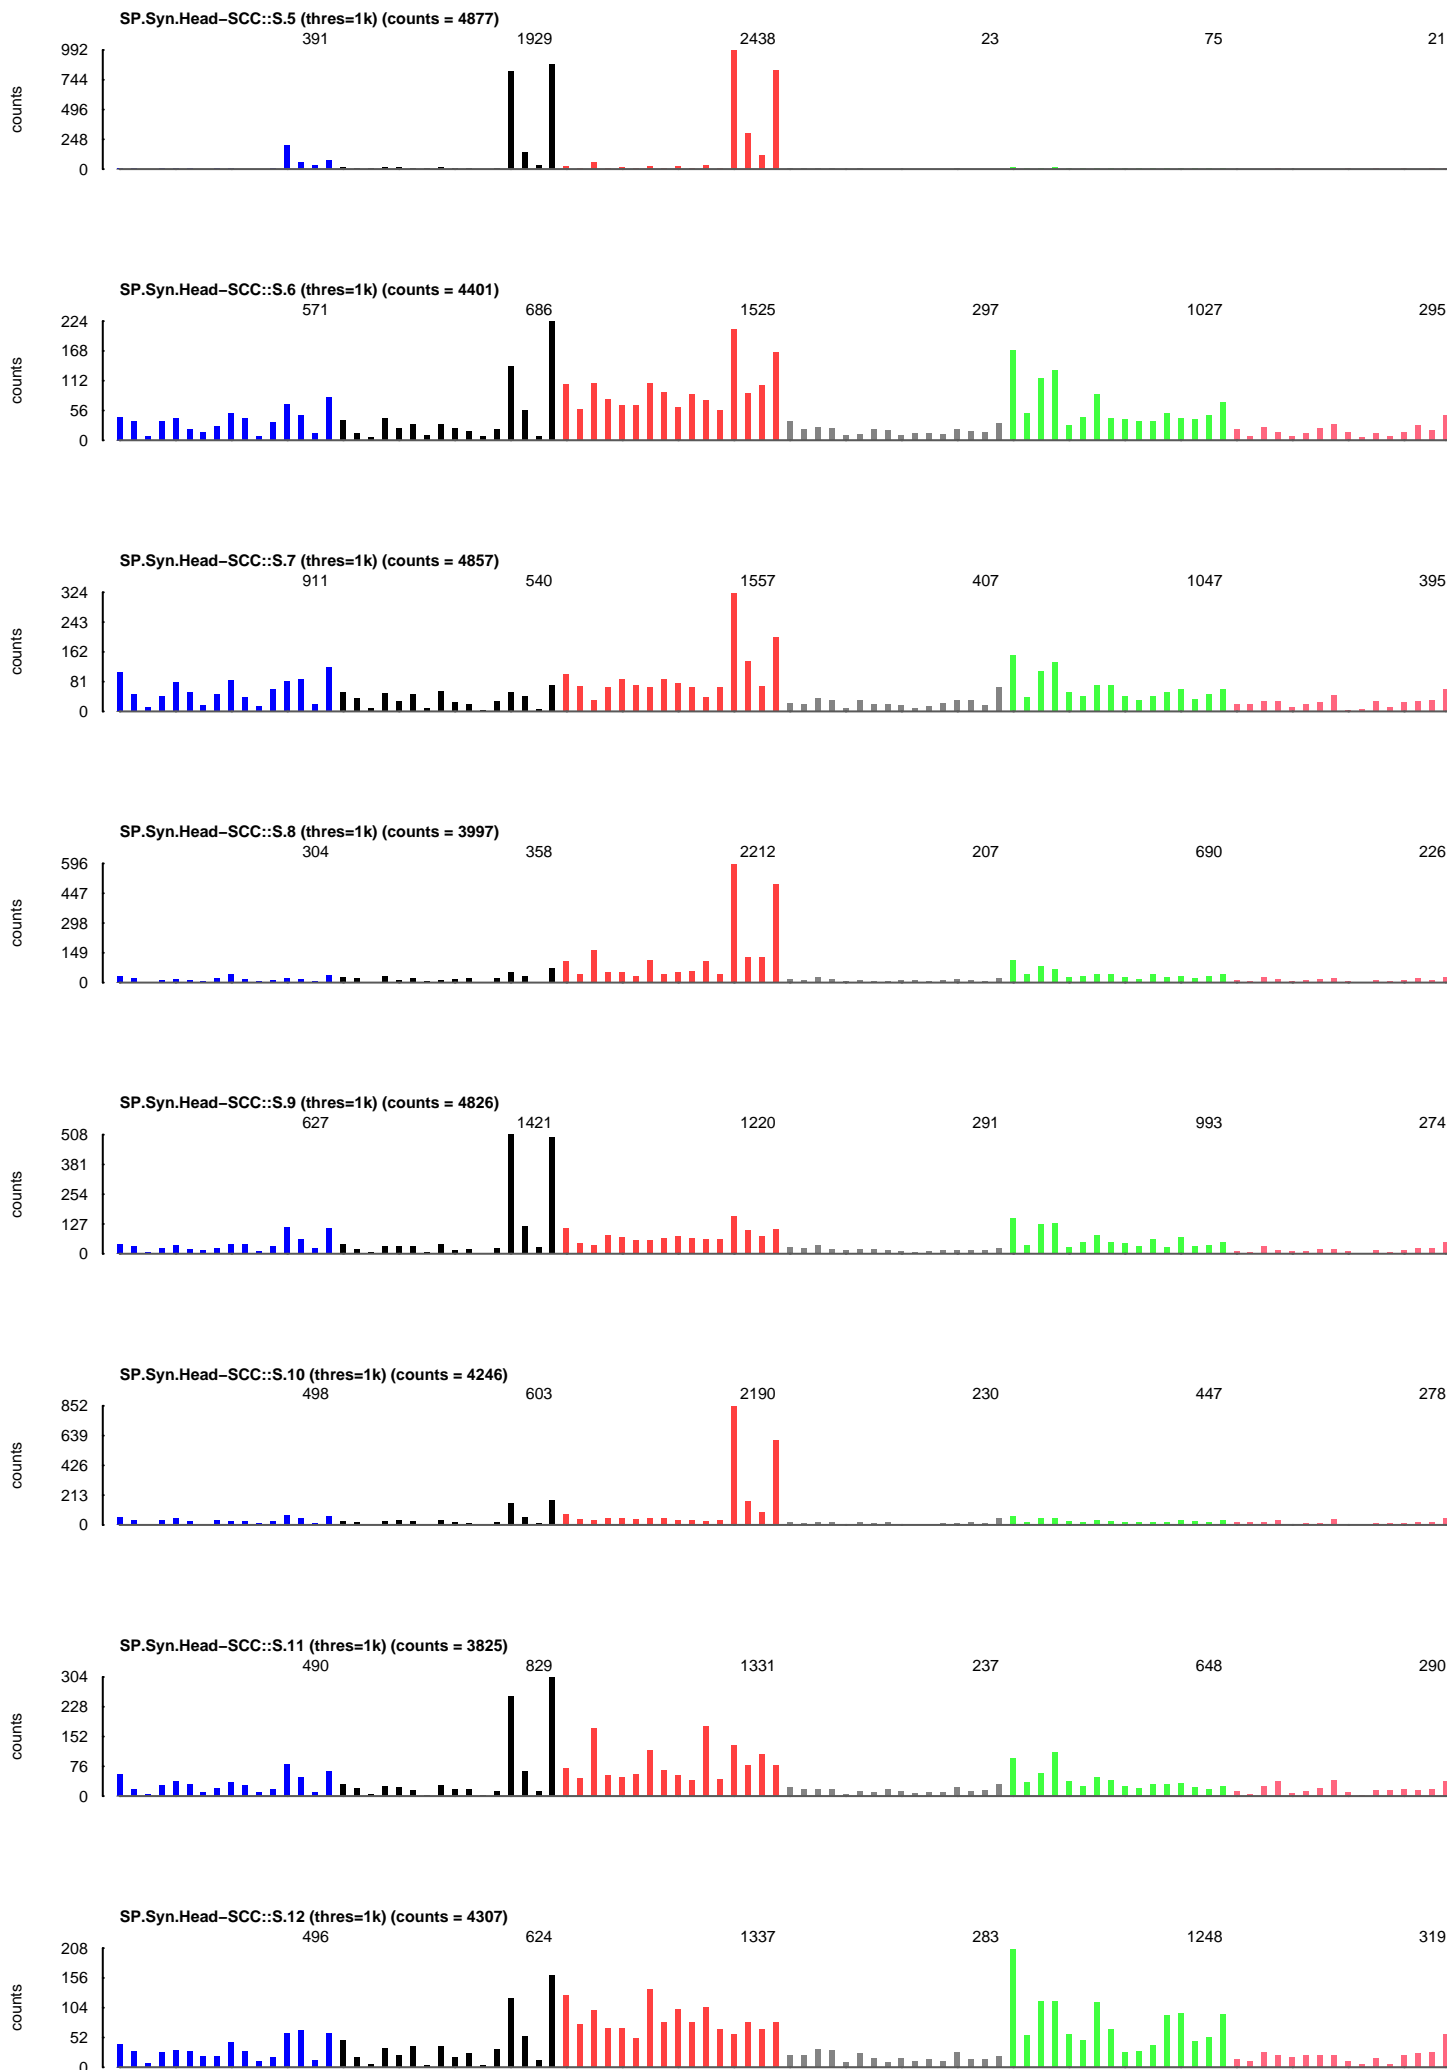 SP.Syn.Head−SCC::S.5 (thres=1k) (counts = 4877)
391 1929 2438 23 75 21
992
744
496
248
0
counts
SP.Syn.Head−SCC::S.6 (thres=1k) (counts = 4401)
571 686 1525 297 1027 295
224
168
112
56
0
counts
SP.Syn.Head−SCC::S.7 (thres=1k) (counts = 4857)
911 540 1557 407 1047 395
324
243
162
81
0
counts
SP.Syn.Head−SCC::S.8 (thres=1k) (counts = 3997)
304 358 2212 207 690 226
596
447
298
149
0
counts
SP.Syn.Head−SCC::S.9 (thres=1k) (counts = 4826)
627 1421 1220 291 993 274
508
381
254
127
0
counts
SP.Syn.Head−SCC::S.10 (thres=1k) (counts = 4246)
498 603 2190 230 447 278
852
639
426
213
0
counts
SP.Syn.Head−SCC::S.11 (thres=1k) (counts = 3825)
490 829 1331 237 648 290
304
228
152
76
0
counts
SP.Syn.Head−SCC::S.12 (thres=1k) (counts = 4307)
496 624 1337 283 1248 319
208
156
104
52
0
counts